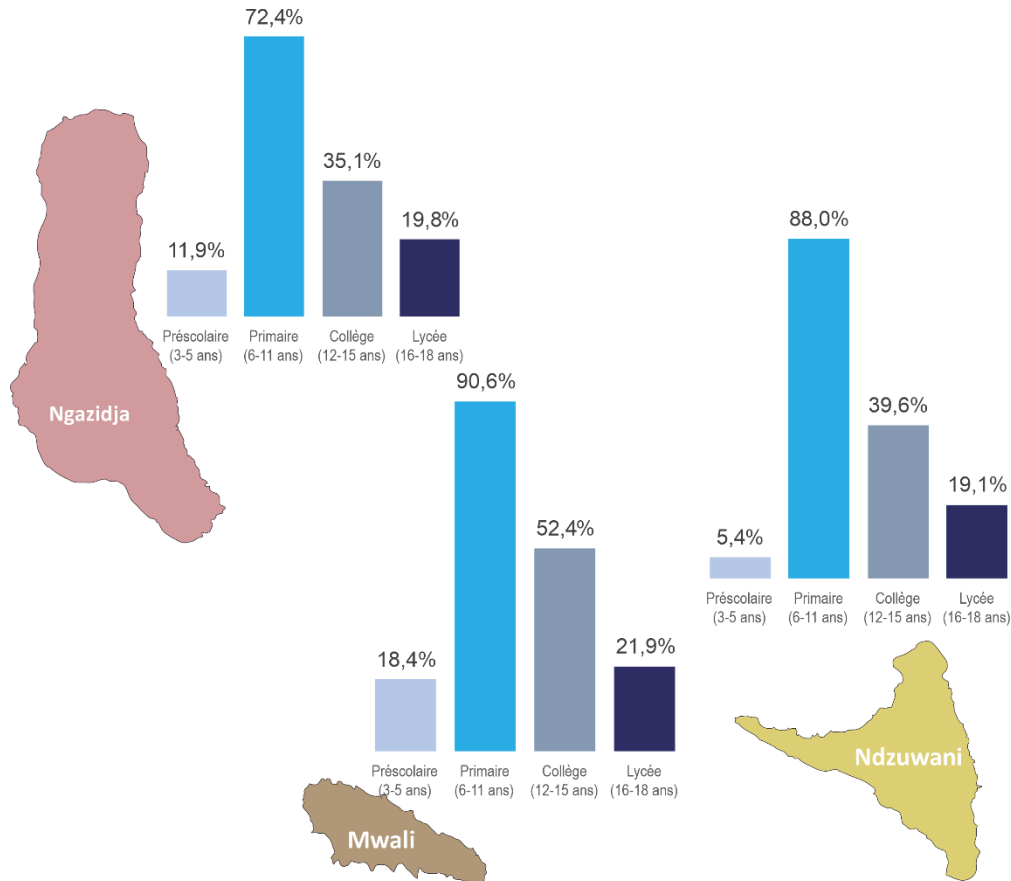 72,4%
35,1%
19,8%
11,9%
Préscolaire
(3-5 ans)
Primaire
(6-11 ans)
Collège
(12-15 ans)
Lycée
(16-18 ans)
Ngazidja
90,6%
52,4%
21,9%
18,4%
Préscolaire
(3-5 ans)
Primaire
(6-11 ans)
Collège
(12-15 ans)
Lycée
(16-18 ans)
Mwali
88,0%
39,6%
19,1%
5,4%
Préscolaire
(3-5 ans)
Primaire
(6-11 ans)
Collège
(12-15 ans)
Lycée
(16-18 ans)
Ndzuwani